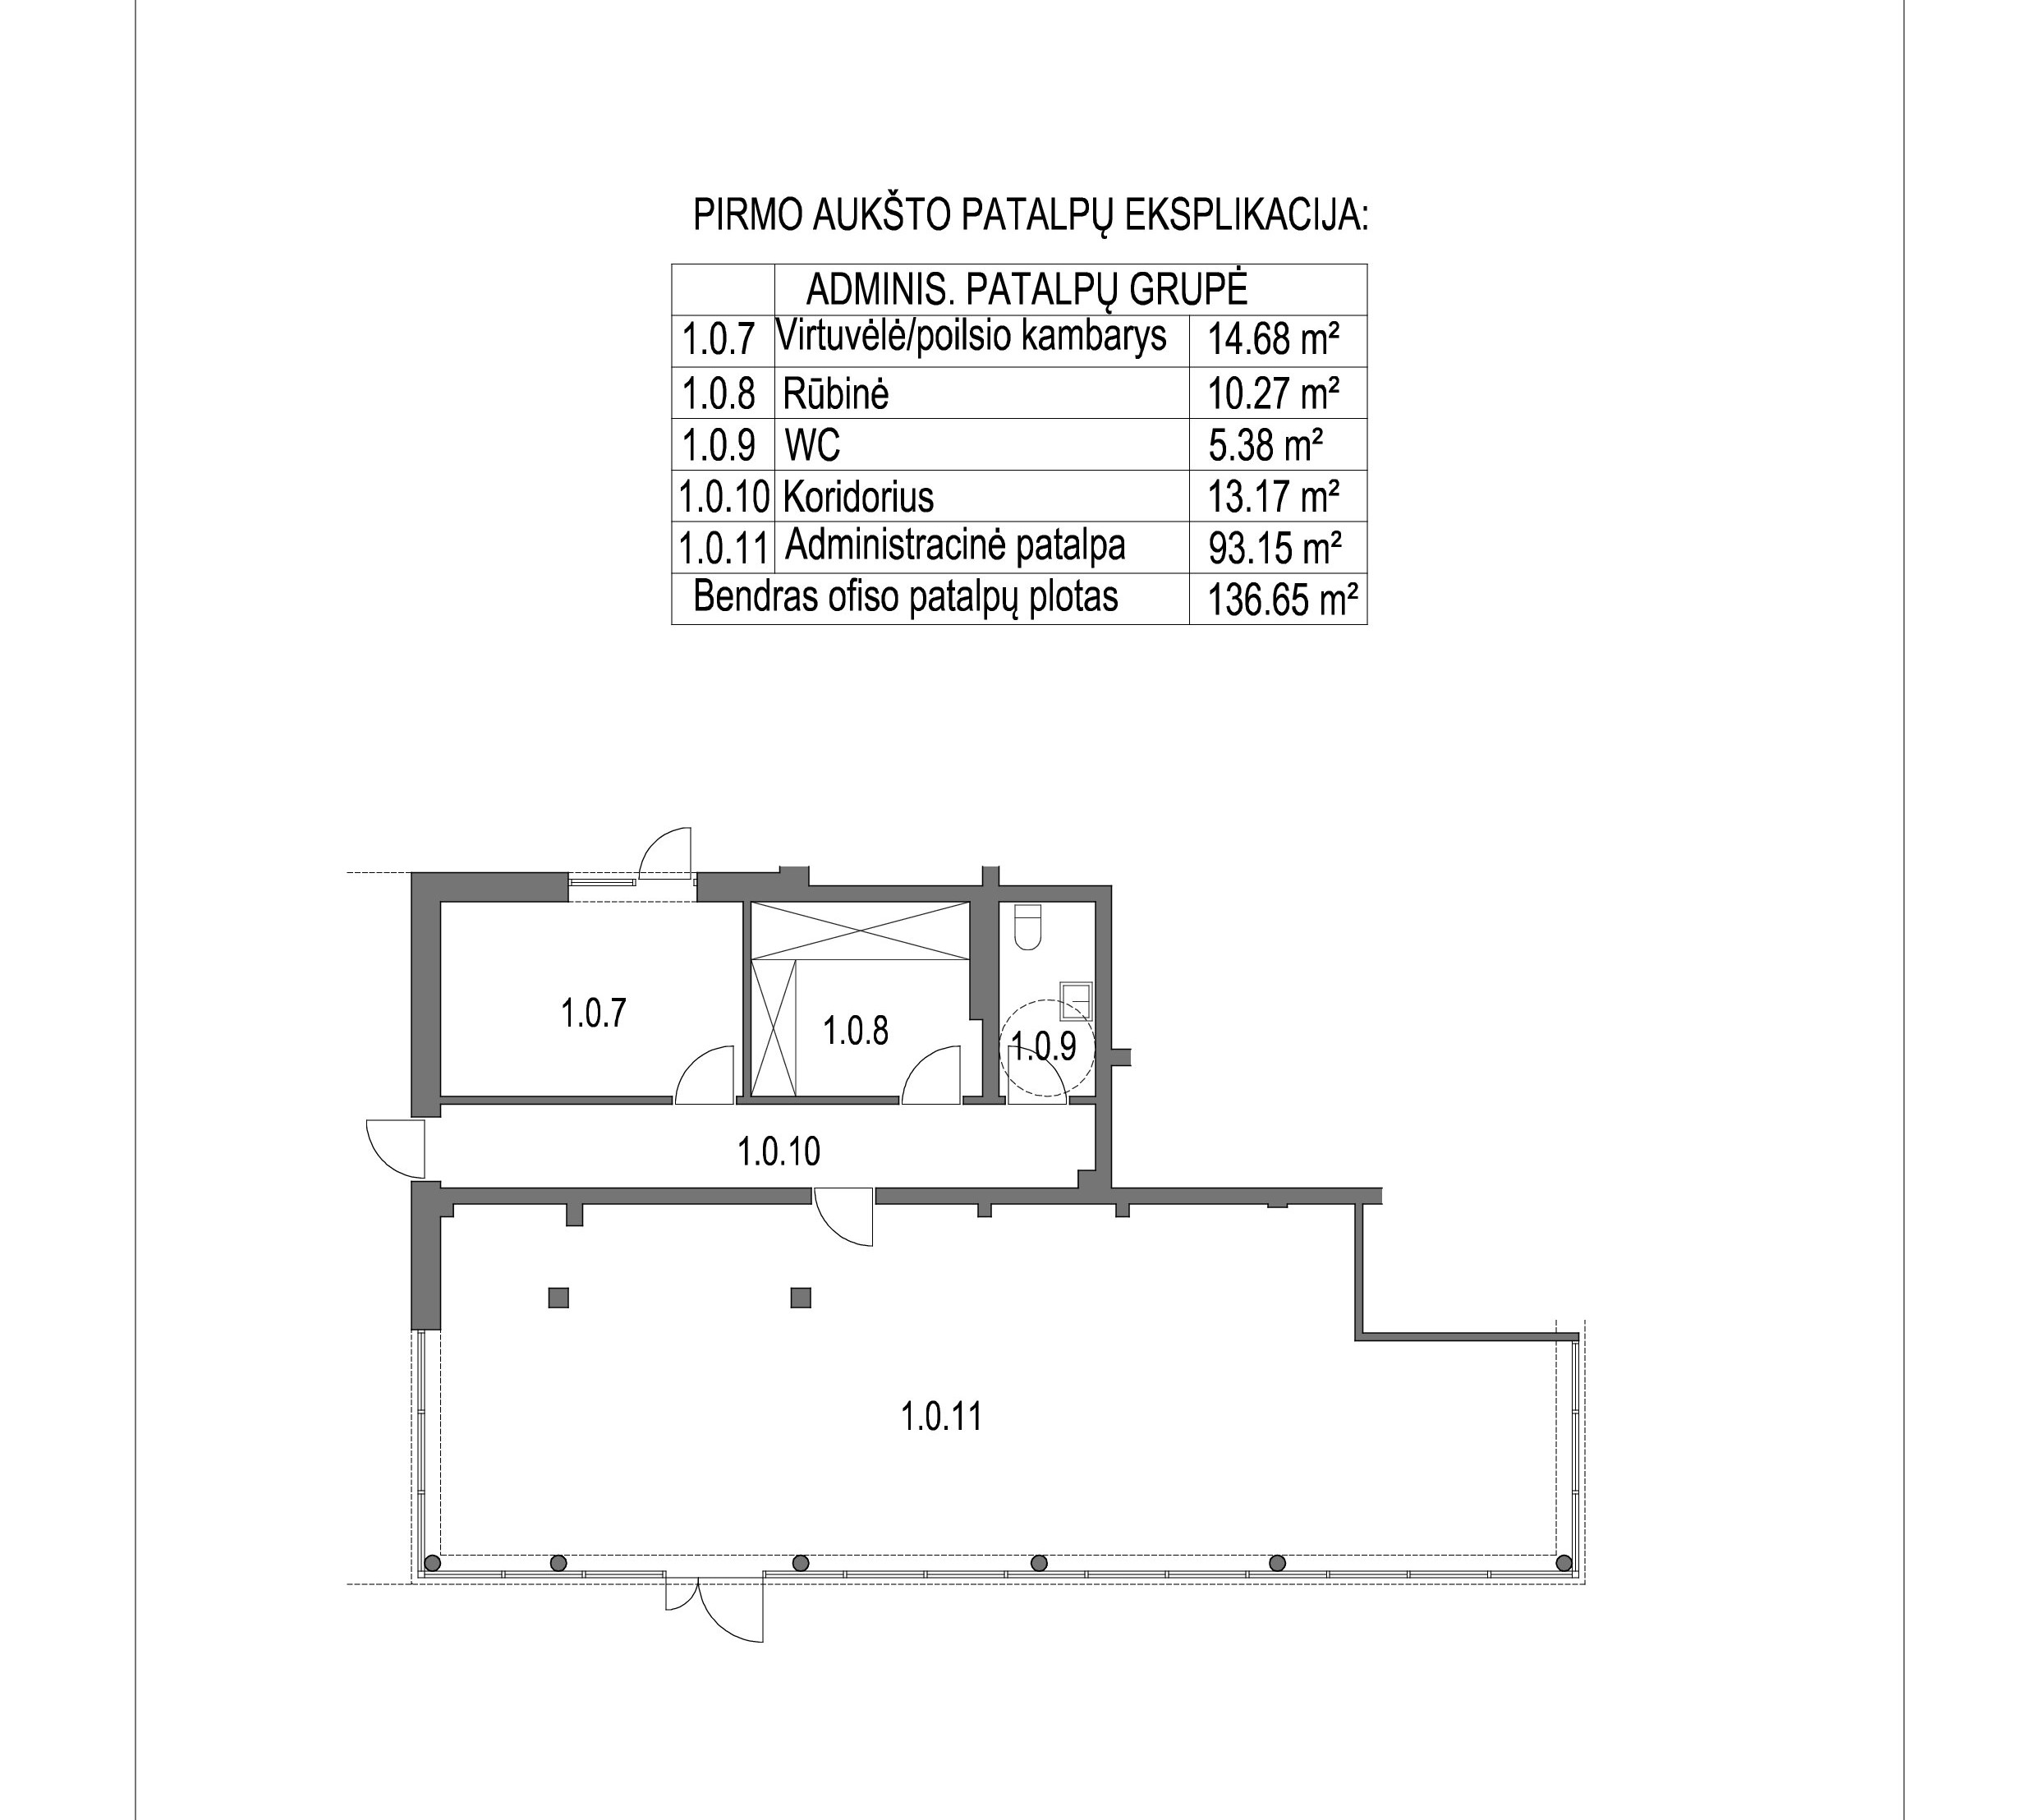 PIRMO AUKŠTO PATALPŲ EKSPLIKACIJA:
ADMINIS. PATALPŲ GRUPĖ
1.0.7 Virtuvėlė/poilsio kambarys 14.68 m²
1.0.8 Rūbinė 10.27 m²
1.0.9 WC 5.38 m²
1.0.10 Koridorius 13.17 m²
1.0.11 Administracinė patalpa 93.15 m²
Bendras ofiso patalpų plotas 136.65 m²
1.0.7
1.0.8
1.0.9
1.0.10
1.0.11